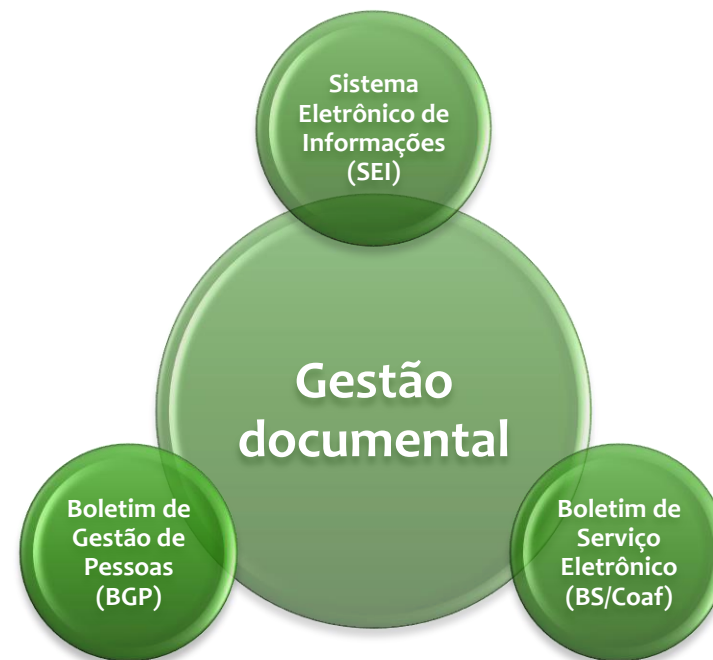 Sistema
Eletrônico de
Informações
(SEI)
Gestão
documental
Boletim de
Gestão de
Pessoas
(BGP)
Boletim de
Serviço
Eletrônico
(BS/Coaf)